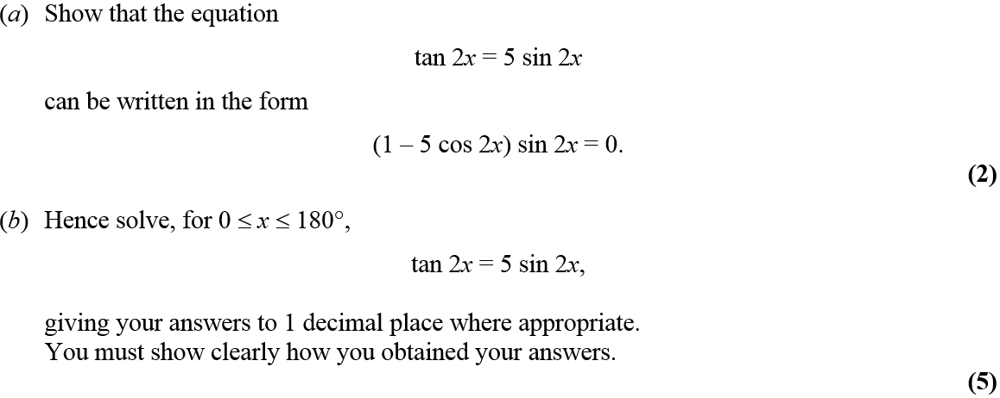 (a) Show that the equation
tan 2x = 5 sin 2x
can be written in the form
(1 – 5 cos 2x) sin 2x = 0.
(2)
(b) Hence solve, for 0 ≤ x ≤ 180°,
tan 2x = 5 sin 2x,
giving your answers to 1 decimal place where appropriate.
You must show clearly how you obtained your answers.
(5)